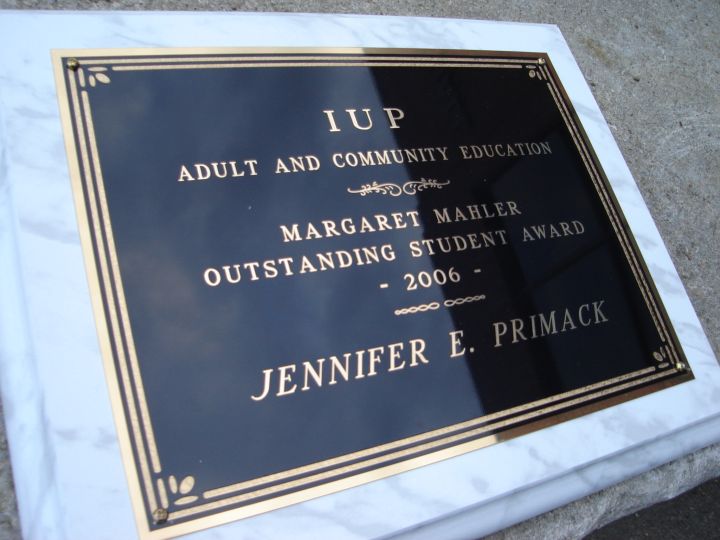 IUP
ADULT AND COMMUNITY EDUCATION
MARGARET MAHLER
OUTSTANDING STUDENT AWARD
- 2006 -
JENNIFER E. PRIMACK